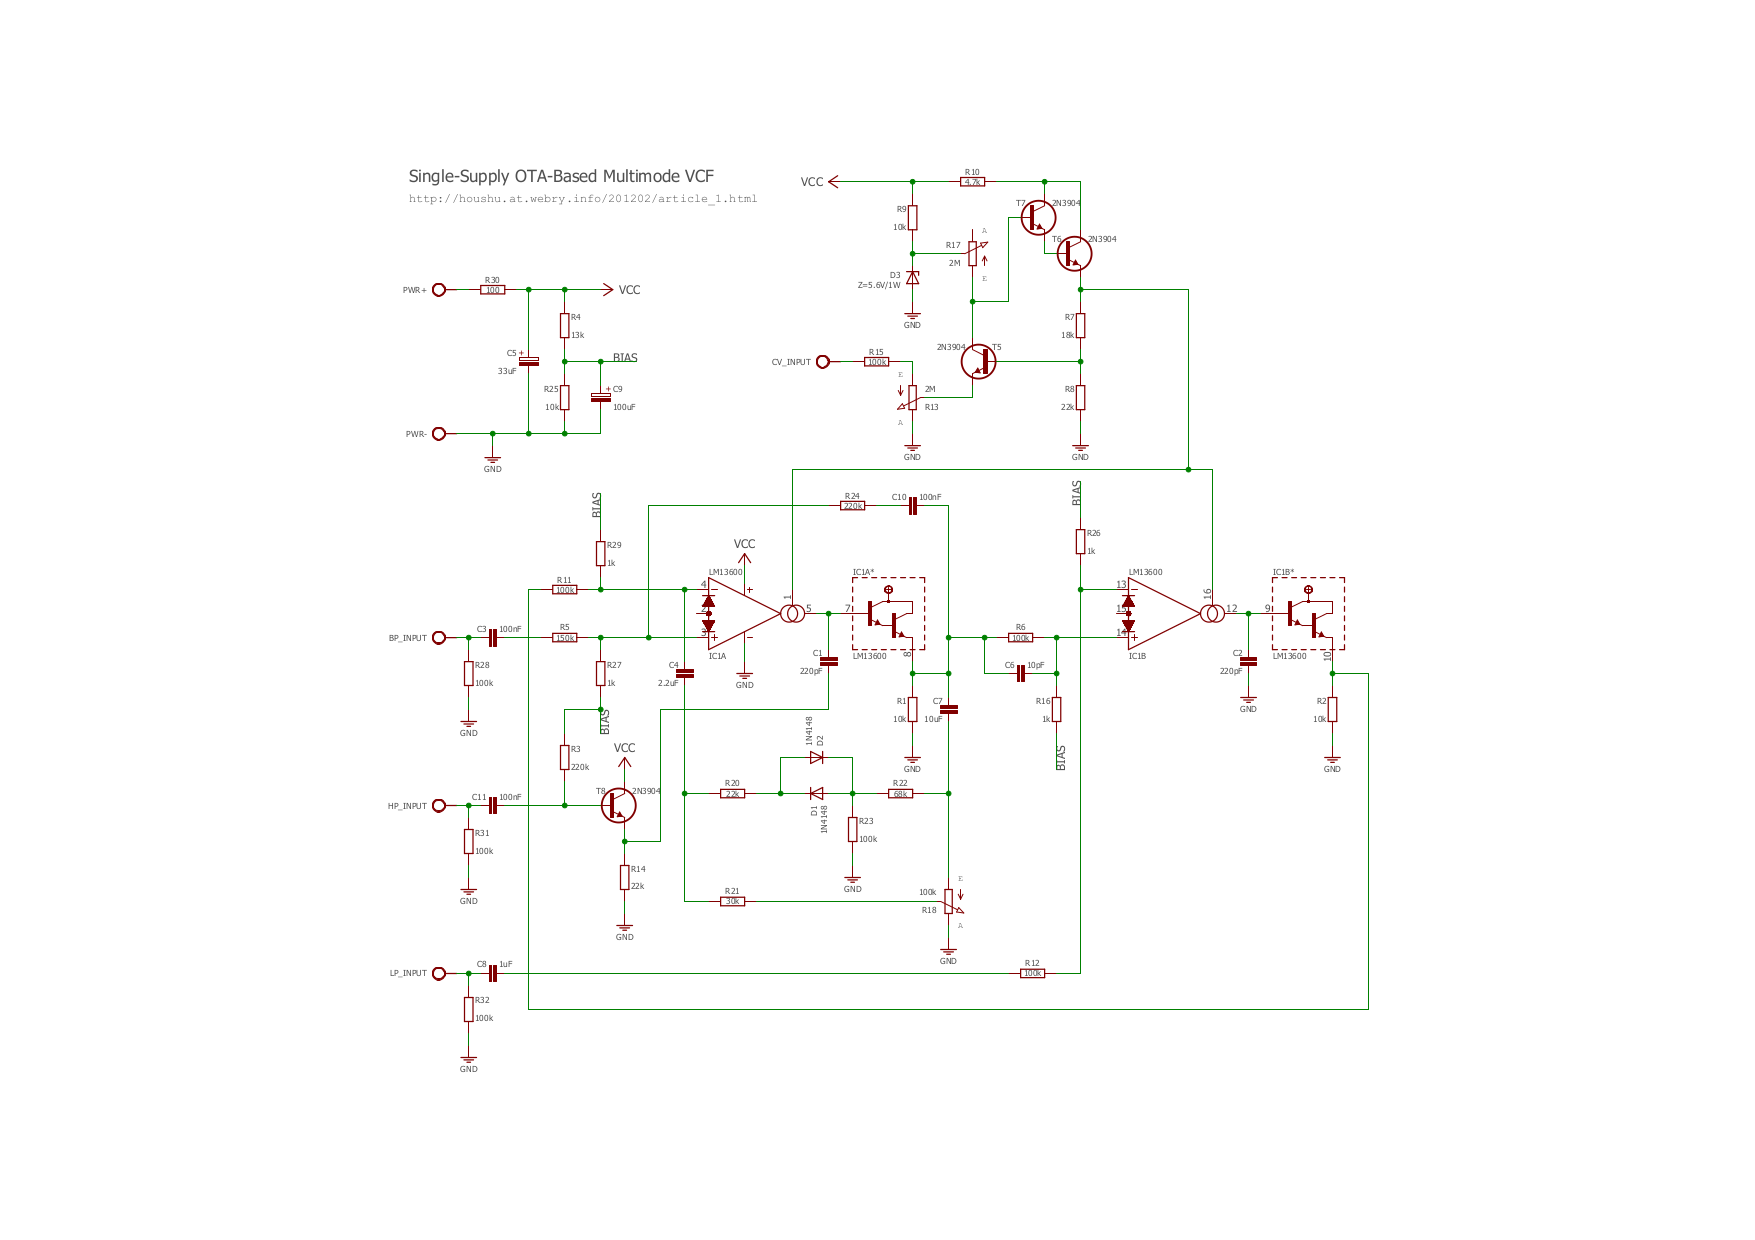 Single-Supply OTA-Based Multimode VCF
http://houshu.at.webry.info/201202/article_1.html
VCC
R10
4.7k
T7
2N3904
R9
10k
A
R17
2M
E
T6
2N3904
D3
Z=5.6V/1W
GND
PWR+
R30
100
VCC
R4
13k
C5 +
33uF
BIAS
R25
10k
+ C9
100uF
PWR-
GND
R7
18k
2N3904
T5
CV_INPUT
R15
100k
E
2M
R13
A
R8
22k
GND
GND
BIAS
R29
1k
R24
220k
C10
100nF
BIAS
R26
1k
VCC
LM13600
IC1A*
R11
100k
4
-
+
1
2
5
7
3
+
-
IC1A
LM13600
8
LM13600
IC1B*
13
-
16
15
12
9
14
+
IC1B
LM13600
10
BP_INPUT
C3
100nF
R5
150k
R28
100k
R27
1k
GND
C4
2.2uF
GND
C1
220pF
R6
100k
C6
10pF
C2
220pF
GND
BIAS
R1
10k
C7
10uF
R16
1k
R2
10k
GND
BIAS
GND
R3
220k
VCC
1N4148
D2
HP_INPUT
C11
100nF
T8
2N3904
R20
22k
D1
1N4148
R22
68k
R31
100k
R23
100k
GND
R14
22k
GND
GND
R21
30k
100k
E
R18
A
GND
LP_INPUT
C8
1uF
R12
100k
R32
100k
GND